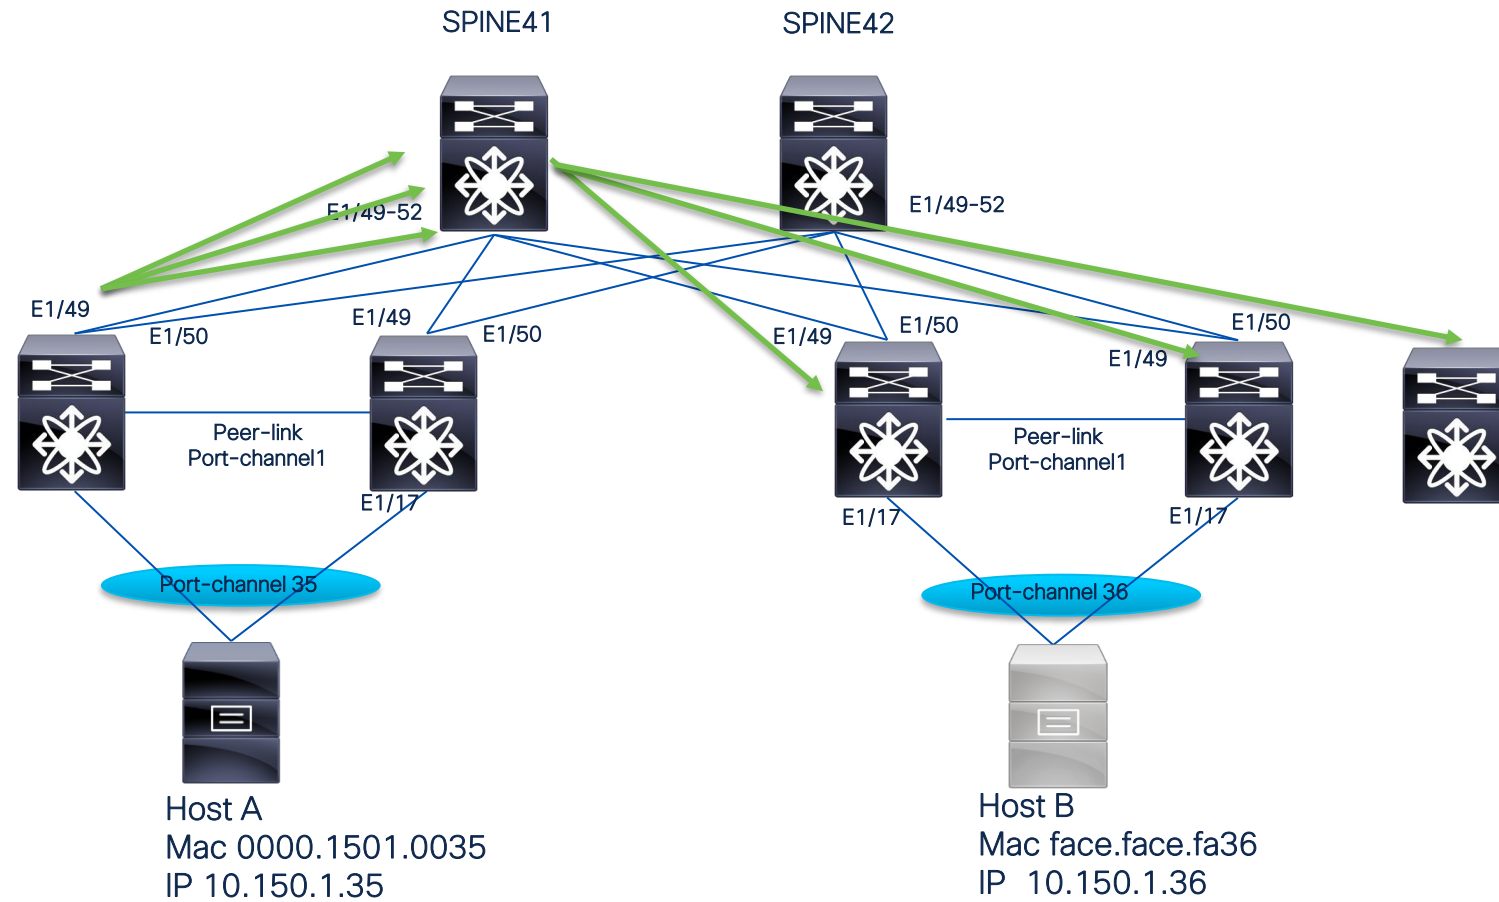 SPINE41
SPINE42
E1/49-52
E1/49-52
E1/49
E1/50
E1/49
E1/50
E1/49
E1/50
E1/49
E1/50
Peer-link
Port-channel1
Peer-link
Port-channel1
E1/17
E1/17
E1/17
Port-channel 35
Port-channel 36
Host A
Mac 0000.1501.0035
IP 10.150.1.35
Host B
Mac face.face.fa36
IP 10.150.1.36